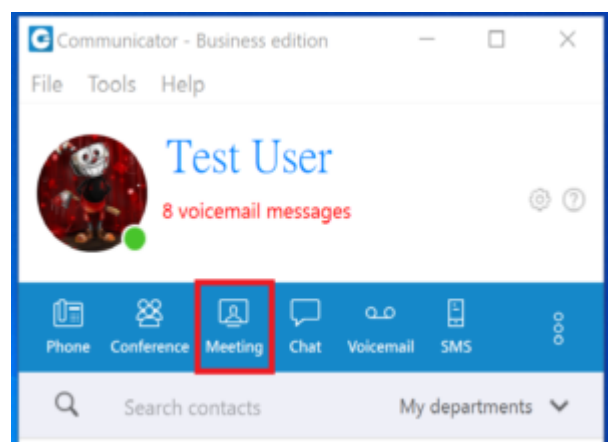 Communicator - Business edition
File Tools Help
Test User
8 voicemail messages
Phone Conference Meeting Chat Voicemail SMS
Search contacts My departments